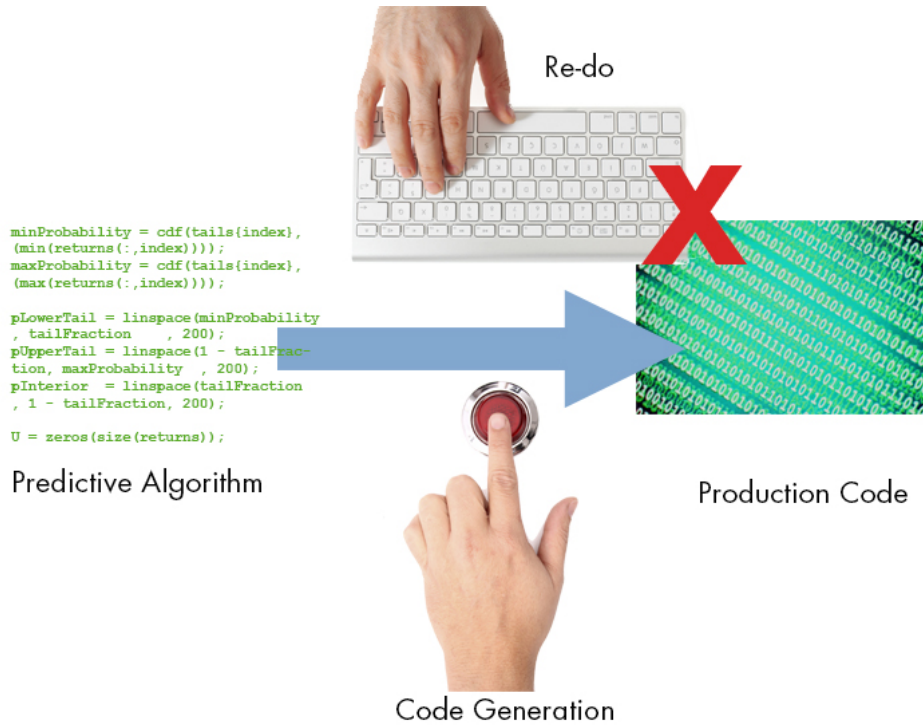 Re-do
minProbability = cdf(tails{index},
(min(returns(:,index))));
maxProbability = cdf(tails{index},
(max(returns(:,index))));
pLowerTail = linspace(minProbability
, tailFraction    , 200);
pUpperTail = linspace(1 - tailFrac-
tion, maxProbability  , 200);
pInterior  = linspace(tailFraction
, 1 - tailFraction, 200);
U = zeros(size(returns));
Predictive Algorithm
Production Code
Code Generation